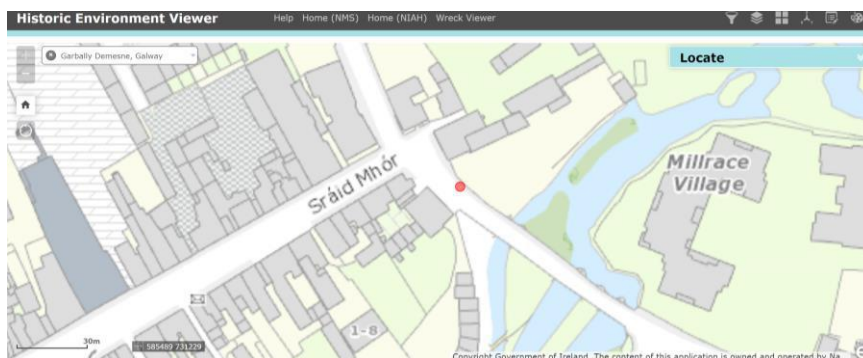 Historic Environment Viewer Help Home (NMS) Home (NIAH) Wreck Viewer
Garbally Demesne, Galway
Locate
Sráid Mhór
Millrace
Village
1-8
30m
585489 731229
Copyright Government of Ireland. The content of this application is owned and operated by Na